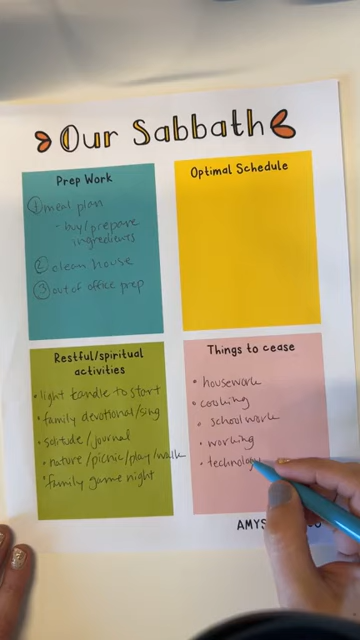 Our Sabbath
Prep Work
① meal plan
• buy/prepare
ingredients
② clean house
③ out of office prep
Optimal Schedule
Restful/spiritual
activities
• light candle to start
• family devotional/sing
• solitude/journal
• nature/picnic/play/walk
• family game night
Things to cease
• housework
• cooking
• schoolwork
• working
• technology
AMYS